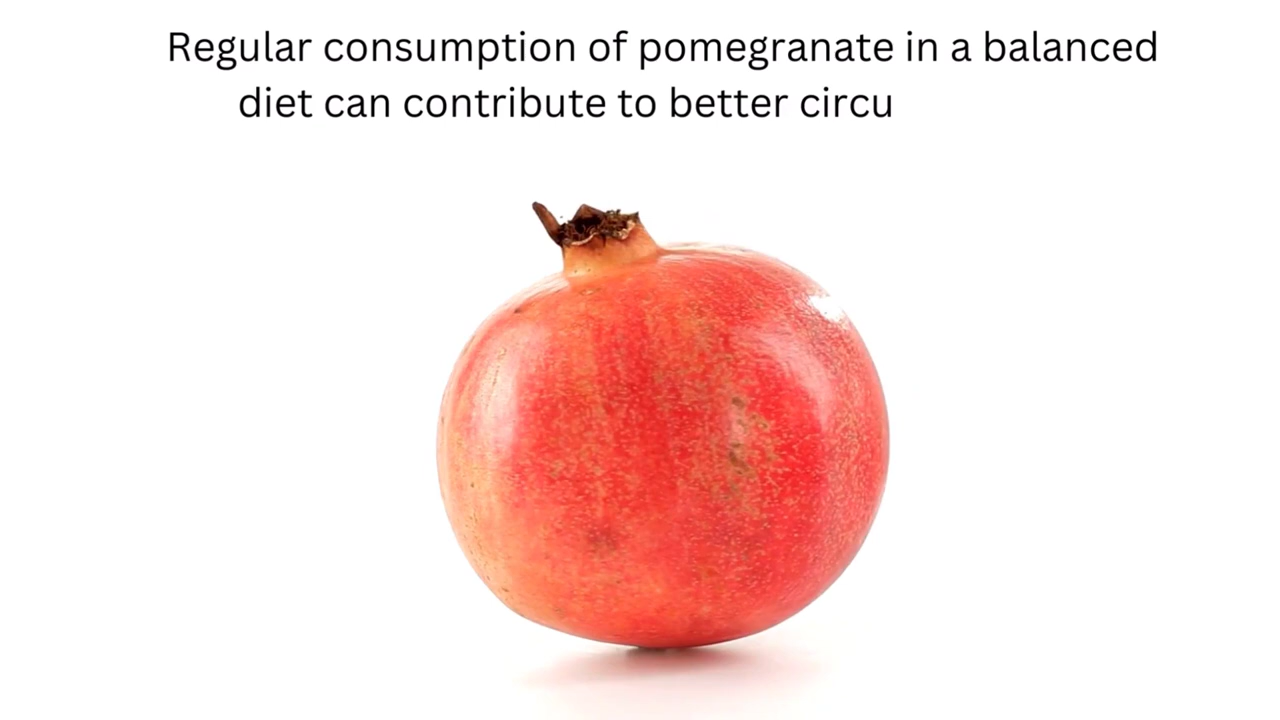 Regular consumption of pomegranate in a balanced
diet can contribute to better circu